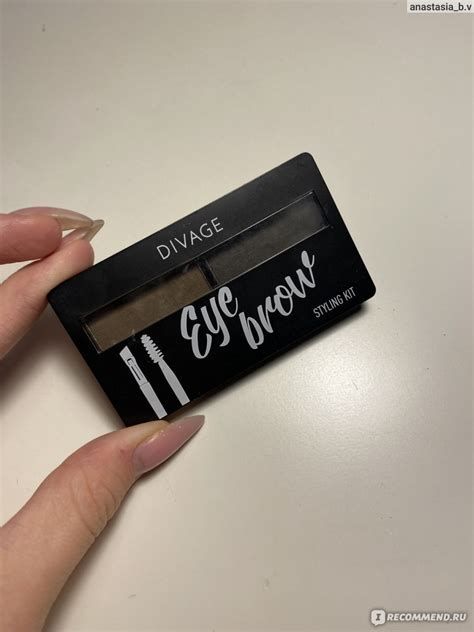 anastasia_b.v
DIVAGE
Eye
brow
STYLING KIT
I RECOMMEND.RU